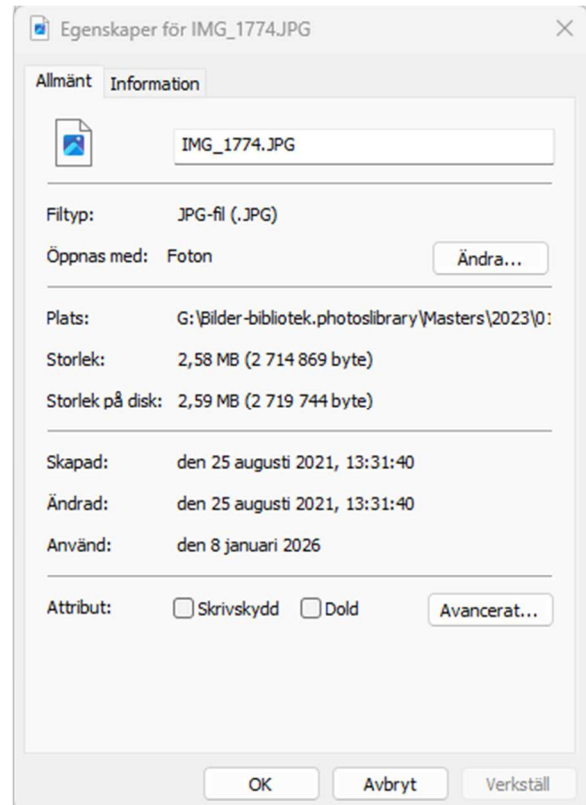 Egenskaper för IMG_1774.JPG
Allmänt Information
IMG_1774.JPG
Filtyp: JPG-fil (.JPG)
Öppnas med: Foton Ändra...
Plats: G:\Bilder-bibliotek.photoslibrary\Masters\2023\01
Storlek: 2,58 MB (2 714 869 byte)
Storlek på disk: 2,59 MB (2 719 744 byte)
Skapad: den 25 augusti 2021, 13:31:40
Ändrad: den 25 augusti 2021, 13:31:40
Använd: den 8 januari 2026
Attribut: Skrivskydd Dold Avancerat...
OK Avbryt Verkställ